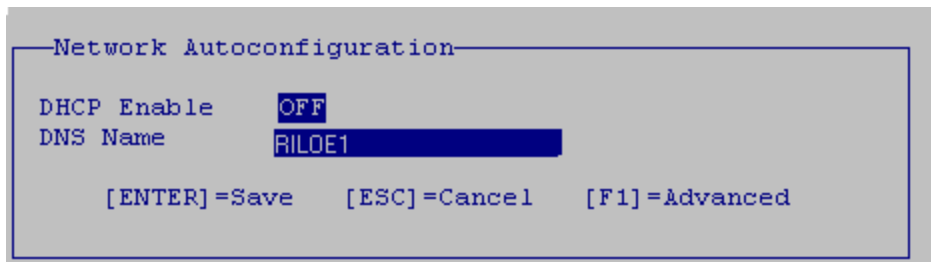 Network Autoconfiguration
DHCP Enable OFF
DNS Name RILOE1
[ENTER]=Save [ESC]=Cancel [F1]=Advanced